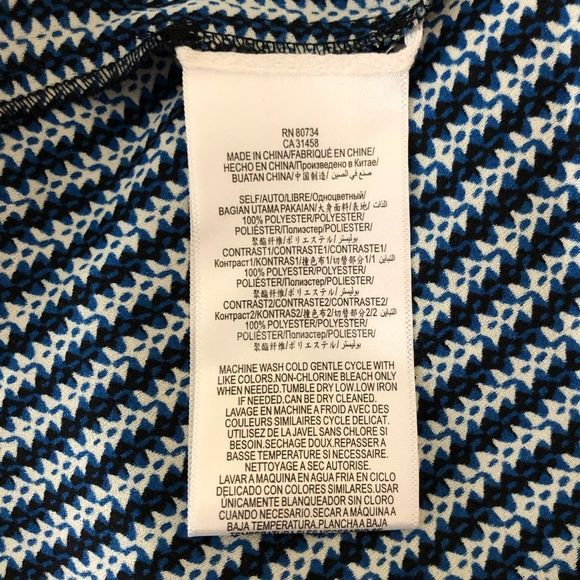 RN 80734
CA 31458
MADE IN CHINA/FABRIQUÉ EN CHINE/
HECHO EN CHINA/Произведено в Китае/
BUATAN CHINA/中国制造/ صنع في الصين
SELF/AUTO/LIBRE/Одноцветный/
BAGIAN UTAMA PAKAIAN/大身面料/表地/ الذات
100% POLYESTER/POLYESTER/
POLIÉSTER/Полиэстер/POLYESTER/
聚酯纤维/ポリエステル/ بوليستر
CONTRAST1/CONTRASTE1/CONTRASTE1/
Контраст1/KONTRAS1/撞色布1/切替部分1/ التباين1
100% POLYESTER/POLYESTER/
POLIÉSTER/Полиэстер/POLYESTER/
聚酯纤维/ポリエステル/ بوليستر
CONTRAST2/CONTRASTE2/CONTRASTE2/
Контраст2/KONTRAS2/撞色布2/切替部分2/ التباين2
100% POLYESTER/POLYESTER/
POLIÉSTER/Полиэстер/POLYESTER/
聚酯纤维/ポリエステル/ بوليستر
MACHINE WASH COLD GENTLE CYCLE WITH
LIKE COLORS.NON-CHLORINE BLEACH ONLY
WHEN NEEDED.TUMBLE DRY LOW.LOW IRON
IF NEEDED.CAN BE DRY CLEANED.
LAVAGE EN MACHINE A FROID AVEC DES
COULEURS SIMILAIRES CYCLE DELICAT.
UTILISEZ DE LA JAVEL SANS CHLORE SI
BESOIN.SECHAGE DOUX.REPASSER A
BASSE TEMPERATURE SI NECESSAIRE.
NETTOYAGE A SEC AUTORISE.
LAVAR A MAQUINA EN AGUA FRIA EN CICLO
DELICADO CON COLORES SIMILARES.USAR
ÚNICAMENTE BLANQUEADOR SIN CLORO
CUANDO NECESARIO.SECAR A MÁQUINA A
BAJA TEMPERATURA.PLANCHA A BAJA